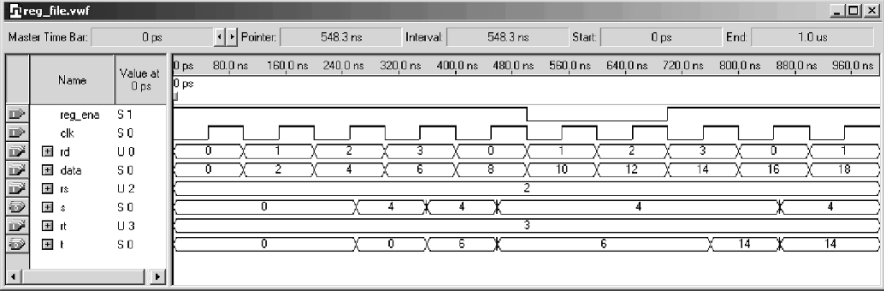 reg_file.vwf
Master Time Bar: 0 ps Pointer: 548.3 ns Interval: 548.3 ns Start: 0 ps End: 1.0 us
Name Value at 0 ps
0 ps 80.0 ns 160.0 ns 240.0 ns 320.0 ns 400.0 ns 480.0 ns 560.0 ns 640.0 ns 720.0 ns 800.0 ns 880.0 ns 960.0 ns
0 ps
reg_ena S 1
clk S 0
rd U 0 0 1 2 3 0 1 2 3 0 1
data S 0 0 2 4 6 8 10 12 14 16 18
rs U 2 2
s S 0 0 4 4 4 4
rt U 3 3
t S 0 0 0 6 6 14 14